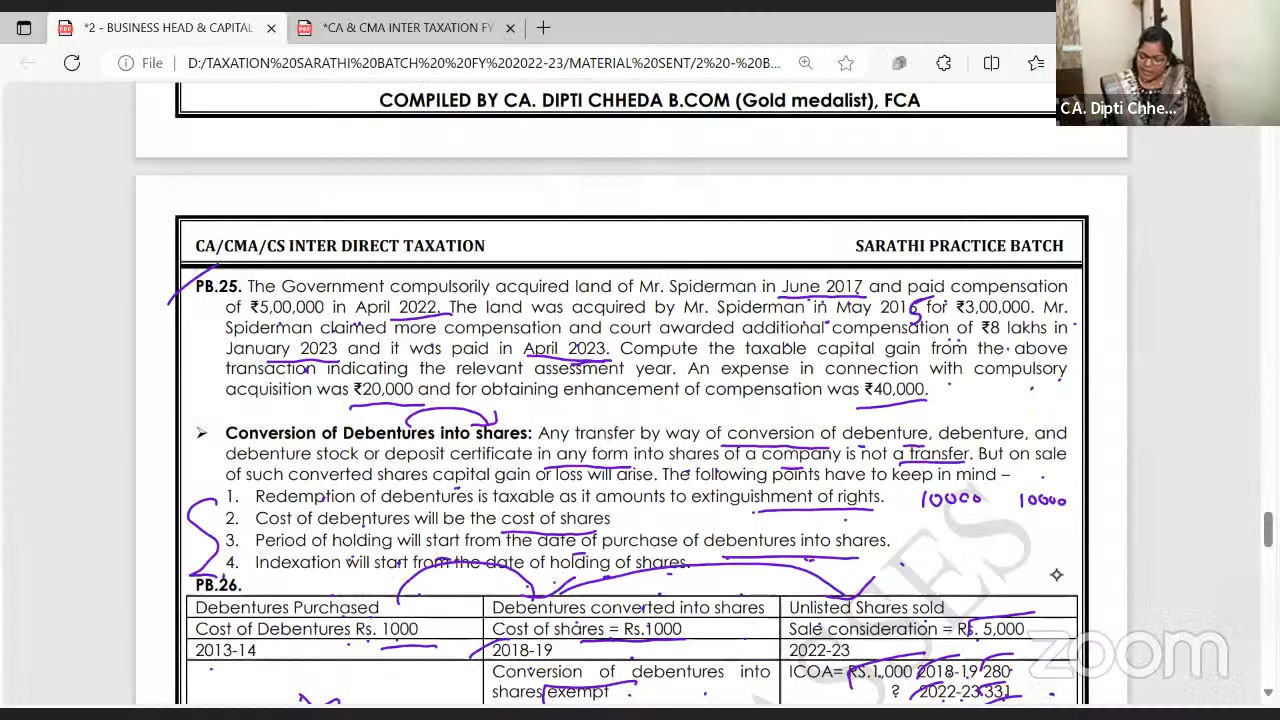 *2 - BUSINESS HEAD & CAPITAL
*CA & CMA INTER TAXATION FY
File
D:/TAXATION%20SARATHI%20BATCH%20%20FY%202022-23/MATERIAL%20SENT/2%20-%20B...
COMPILED BY CA. DIPTI CHHEDA B.COM (Gold medalist), FCA
CA. Dipti Chhe...
CA/CMA/CS INTER DIRECT TAXATION SARATHI PRACTICE BATCH
PB.25. The Government compulsorily acquired land of Mr. Spiderman in June 2017 and paid compensation
of ₹5,00,000 in April 2022. The land was acquired by Mr. Spiderman in May 2015 for ₹3,00,000. Mr.
Spiderman claimed more compensation and court awarded additional compensation of ₹8 lakhs in
January 2023 and it was paid in April 2023. Compute the taxable capital gain from the above
transaction indicating the relevant assessment year. An expense in connection with compulsory
acquisition was ₹20,000 and for obtaining enhancement of compensation was ₹40,000.
➢ Conversion of Debentures into shares: Any transfer by way of conversion of debenture, debenture, and
debenture stock or deposit certificate in any form into shares of a company is not a transfer. But on sale
of such converted shares capital gain or loss will arise. The following points have to keep in mind –
1. Redemption of debentures is taxable as it amounts to extinguishment of rights. 10000 10000
2. Cost of debentures will be the cost of shares
3. Period of holding will start from the date of purchase of debentures into shares.
4. Indexation will start from the date of holding of shares.
PB.26.
Debentures Purchased Debentures converted into shares Unlisted Shares sold
Cost of Debentures Rs. 1000 Cost of shares = Rs.1000 Sale consideration = Rs. 5,000
2013-14 2018-19 2022-23
Conversion of debentures into ICOA= RS.1,000 2018-19 280
shares exempt ? 2022-23 331
zoom